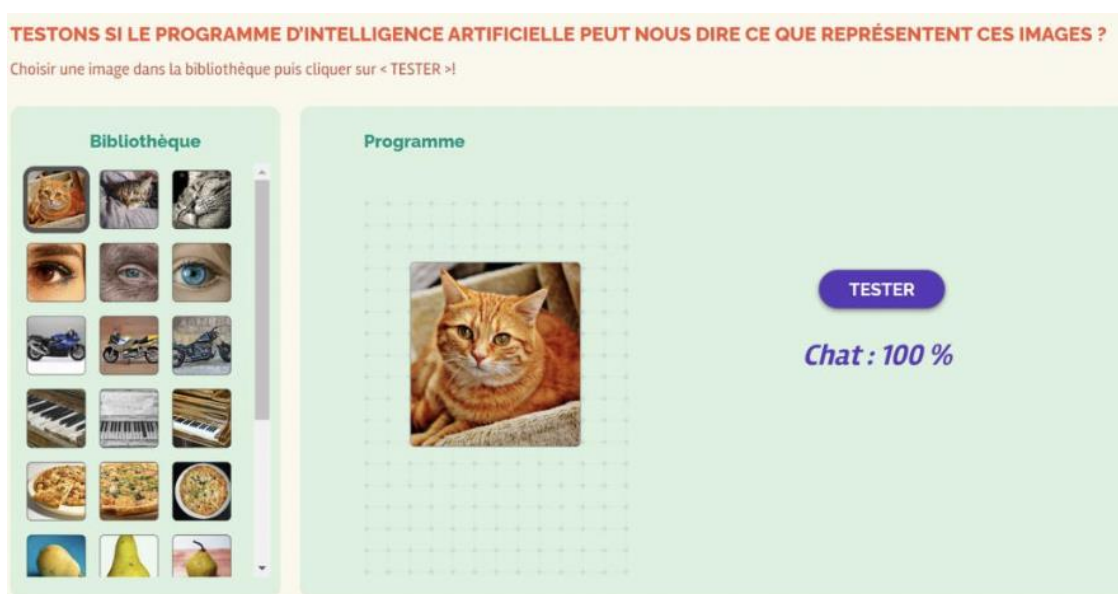 TESTONS SI LE PROGRAMME D'INTELLIGENCE ARTIFICIELLE PEUT NOUS DIRE CE QUE REPRÉSENTENT CES IMAGES ?
Choisir une image dans la bibliothèque puis cliquer sur < TESTER >!
Bibliothèque
Programme
TESTER
Chat : 100 %